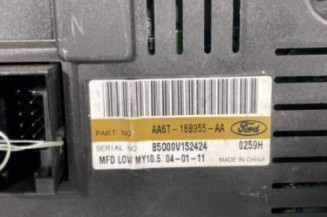 N
PART NO. AA6T-18B955-AA Ford
SERIAL NO B5O00V152424 0259H
MFD LOW MY10.5 04-01-11 MADE IN CHINA